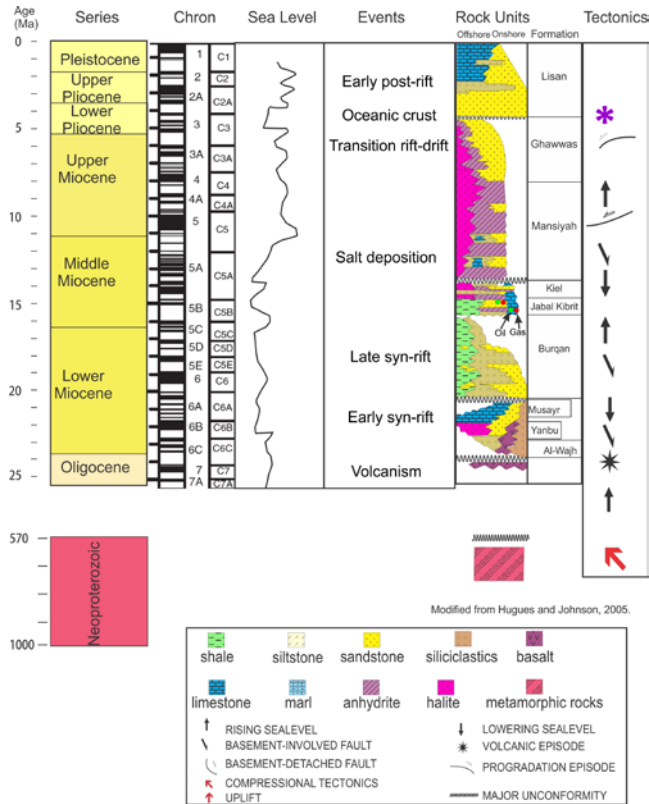 Age (Ma)
Series
Chron
Sea Level
Events
Rock Units
Offshore Onshore
Formation
Tectonics
0
5
10
15
20
25
570
1000
Pleistocene
Upper Pliocene
Lower Pliocene
Upper Miocene
Middle Miocene
Lower Miocene
Oligocene
Neoproterozoic
1
2
2A
3
3A
4
4A
5
5A
5B
5C
5D
5E
6
6A
6B
6C
7
7A
C1
C2
C2A
C3
C3A
C4
C4A
C5
C5A
C5B
C5C
C5D
C5E
C6
C6A
C6B
C6C
C7
C7A
Early post-rift
Oceanic crust
Transition rift-drift
Salt deposition
Late syn-rift
Early syn-rift
Volcanism
Oil
Gas
Lisan
Ghawwas
Mansiyah
Kiel
Jabal Kibrit
Burqan
Musayr
Yanbu
Al-Wajh
*
Modified from Hugues and Johnson, 2005.
shale
siltstone
sandstone
siliciclastics
basalt
limestone
marl
anhydrite
halite
metamorphic rocks
RISING SEALEVEL
BASEMENT-INVOLVED FAULT
BASEMENT-DETACHED FAULT
COMPRESSIONAL TECTONICS
UPLIFT
LOWERING SEALEVEL
VOLCANIC EPISODE
PROGRADATION EPISODE
MAJOR UNCONFORMITY